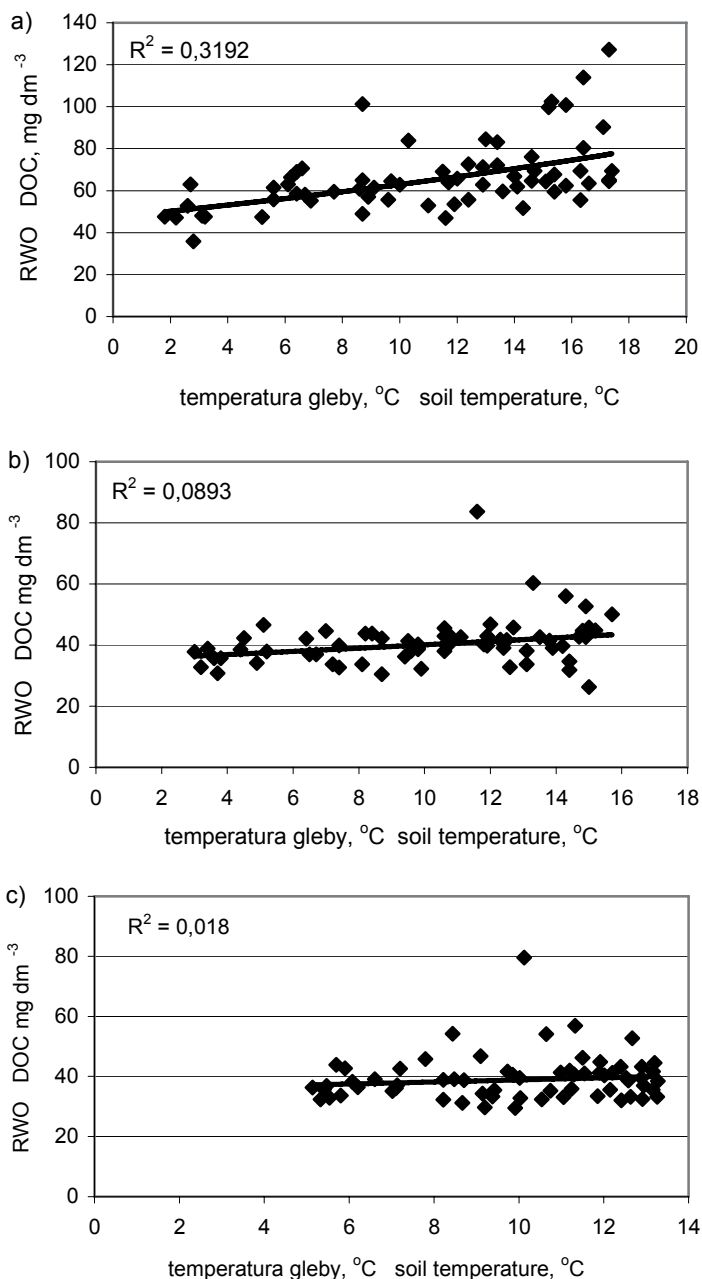 a)
140
R² = 0,3192
120
100
80
60
40
20
0
RWO DOC, mg dm⁻³
0 2 4 6 8 10 12 14 16 18 20
temperatura gleby, °C soil temperature, °C
b)
100
R² = 0,0893
80
60
40
20
0
RWO DOC mg dm⁻³
0 2 4 6 8 10 12 14 16 18
temperatura gleby, °C soil temperature, °C
c)
100
R² = 0,018
80
60
40
20
0
RWO DOC mg dm⁻³
0 2 4 6 8 10 12 14
temperatura gleby, °C soil temperature, °C